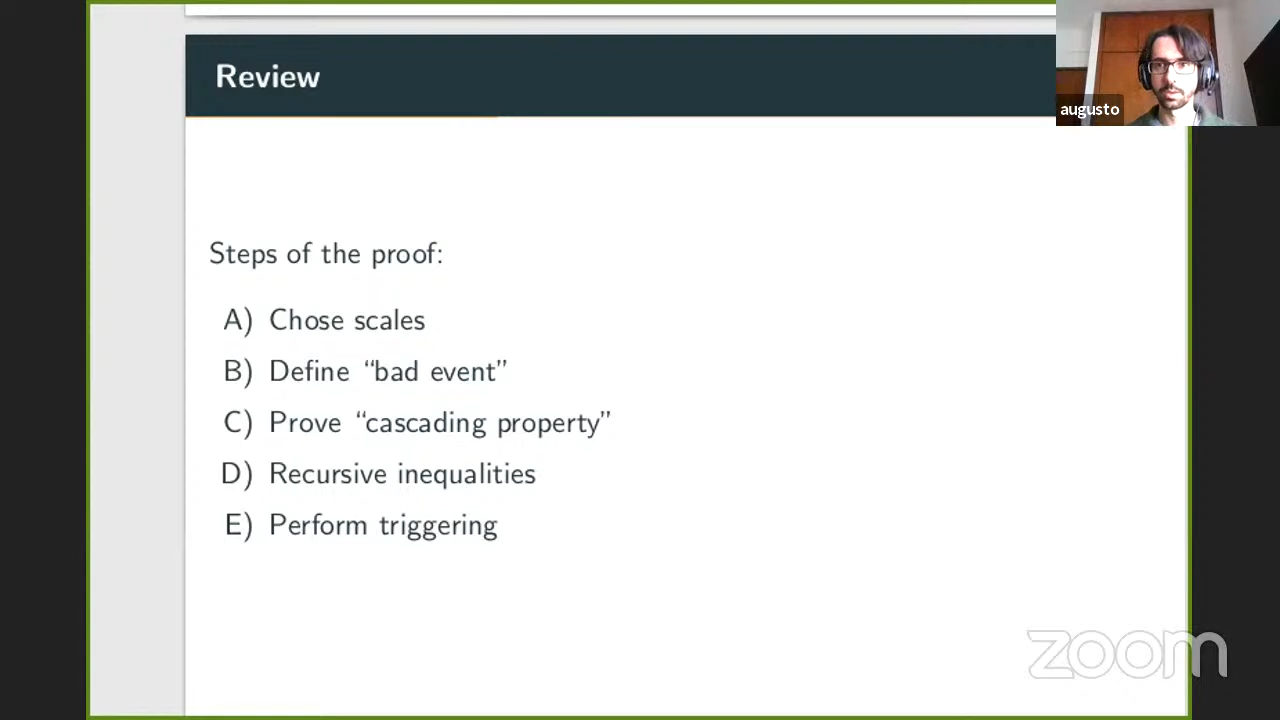 Review
augusto
Steps of the proof:
A) Chose scales
B) Define “bad event”
C) Prove “cascading property”
D) Recursive inequalities
E) Perform triggering
zoom